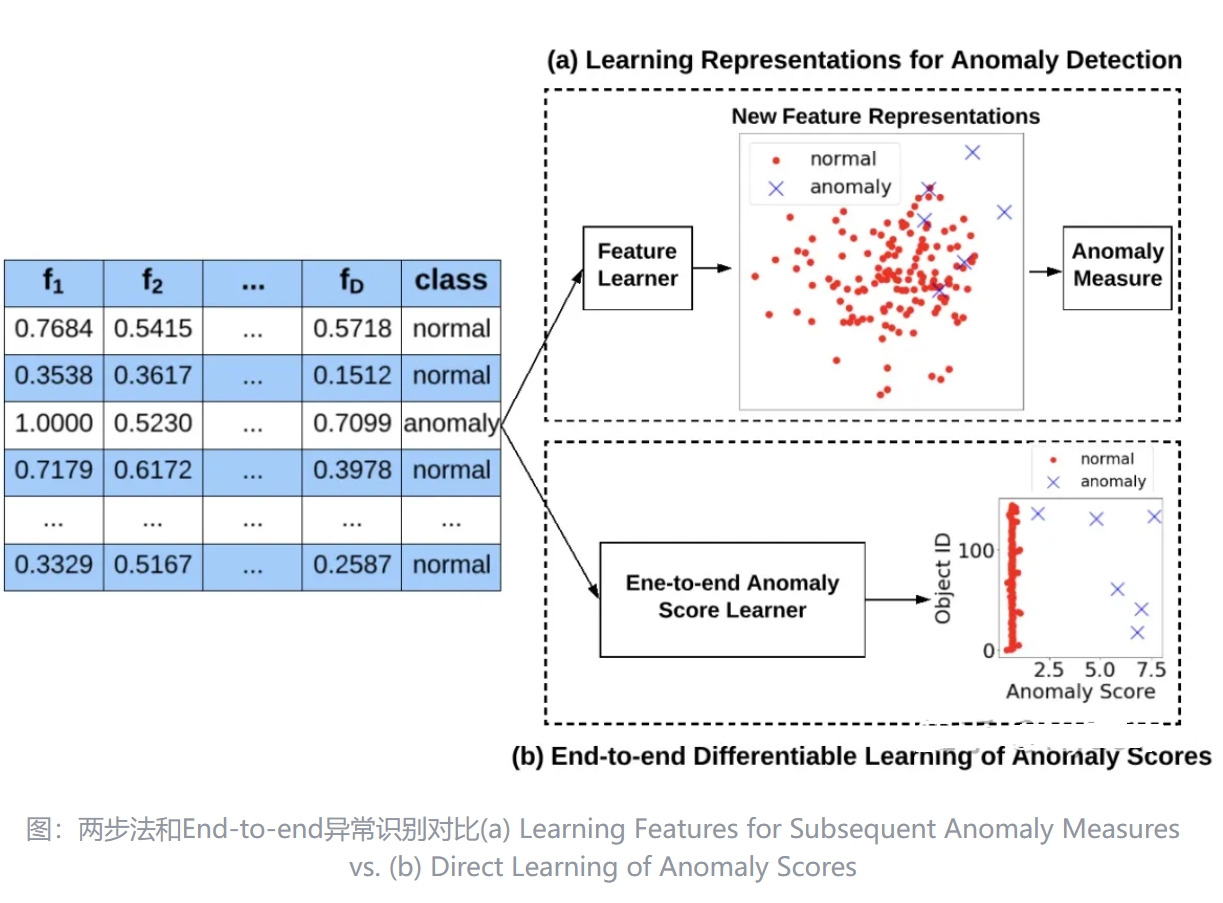 (a) Learning Representations for Anomaly Detection
New Feature Representations
normal
anomaly
Feature
Learner
Anomaly
Measure
f₁ f₂ ... f_D class
0.7684 0.5415 ... 0.5718 normal
0.3538 0.3617 ... 0.1512 normal
1.0000 0.5230 ... 0.7099 anomaly
0.7179 0.6172 ... 0.3978 normal
... ... ... ... ...
0.3329 0.5167 ... 0.2587 normal
normal
anomaly
Ene-to-end Anomaly
Score Learner
Object ID
100
0
2.5 5.0 7.5
Anomaly Score
(b) End-to-end Differentiable Learning of Anomaly Scores
图：两步法和End-to-end异常识别对比(a) Learning Features for Subsequent Anomaly Measures
vs. (b) Direct Learning of Anomaly Scores